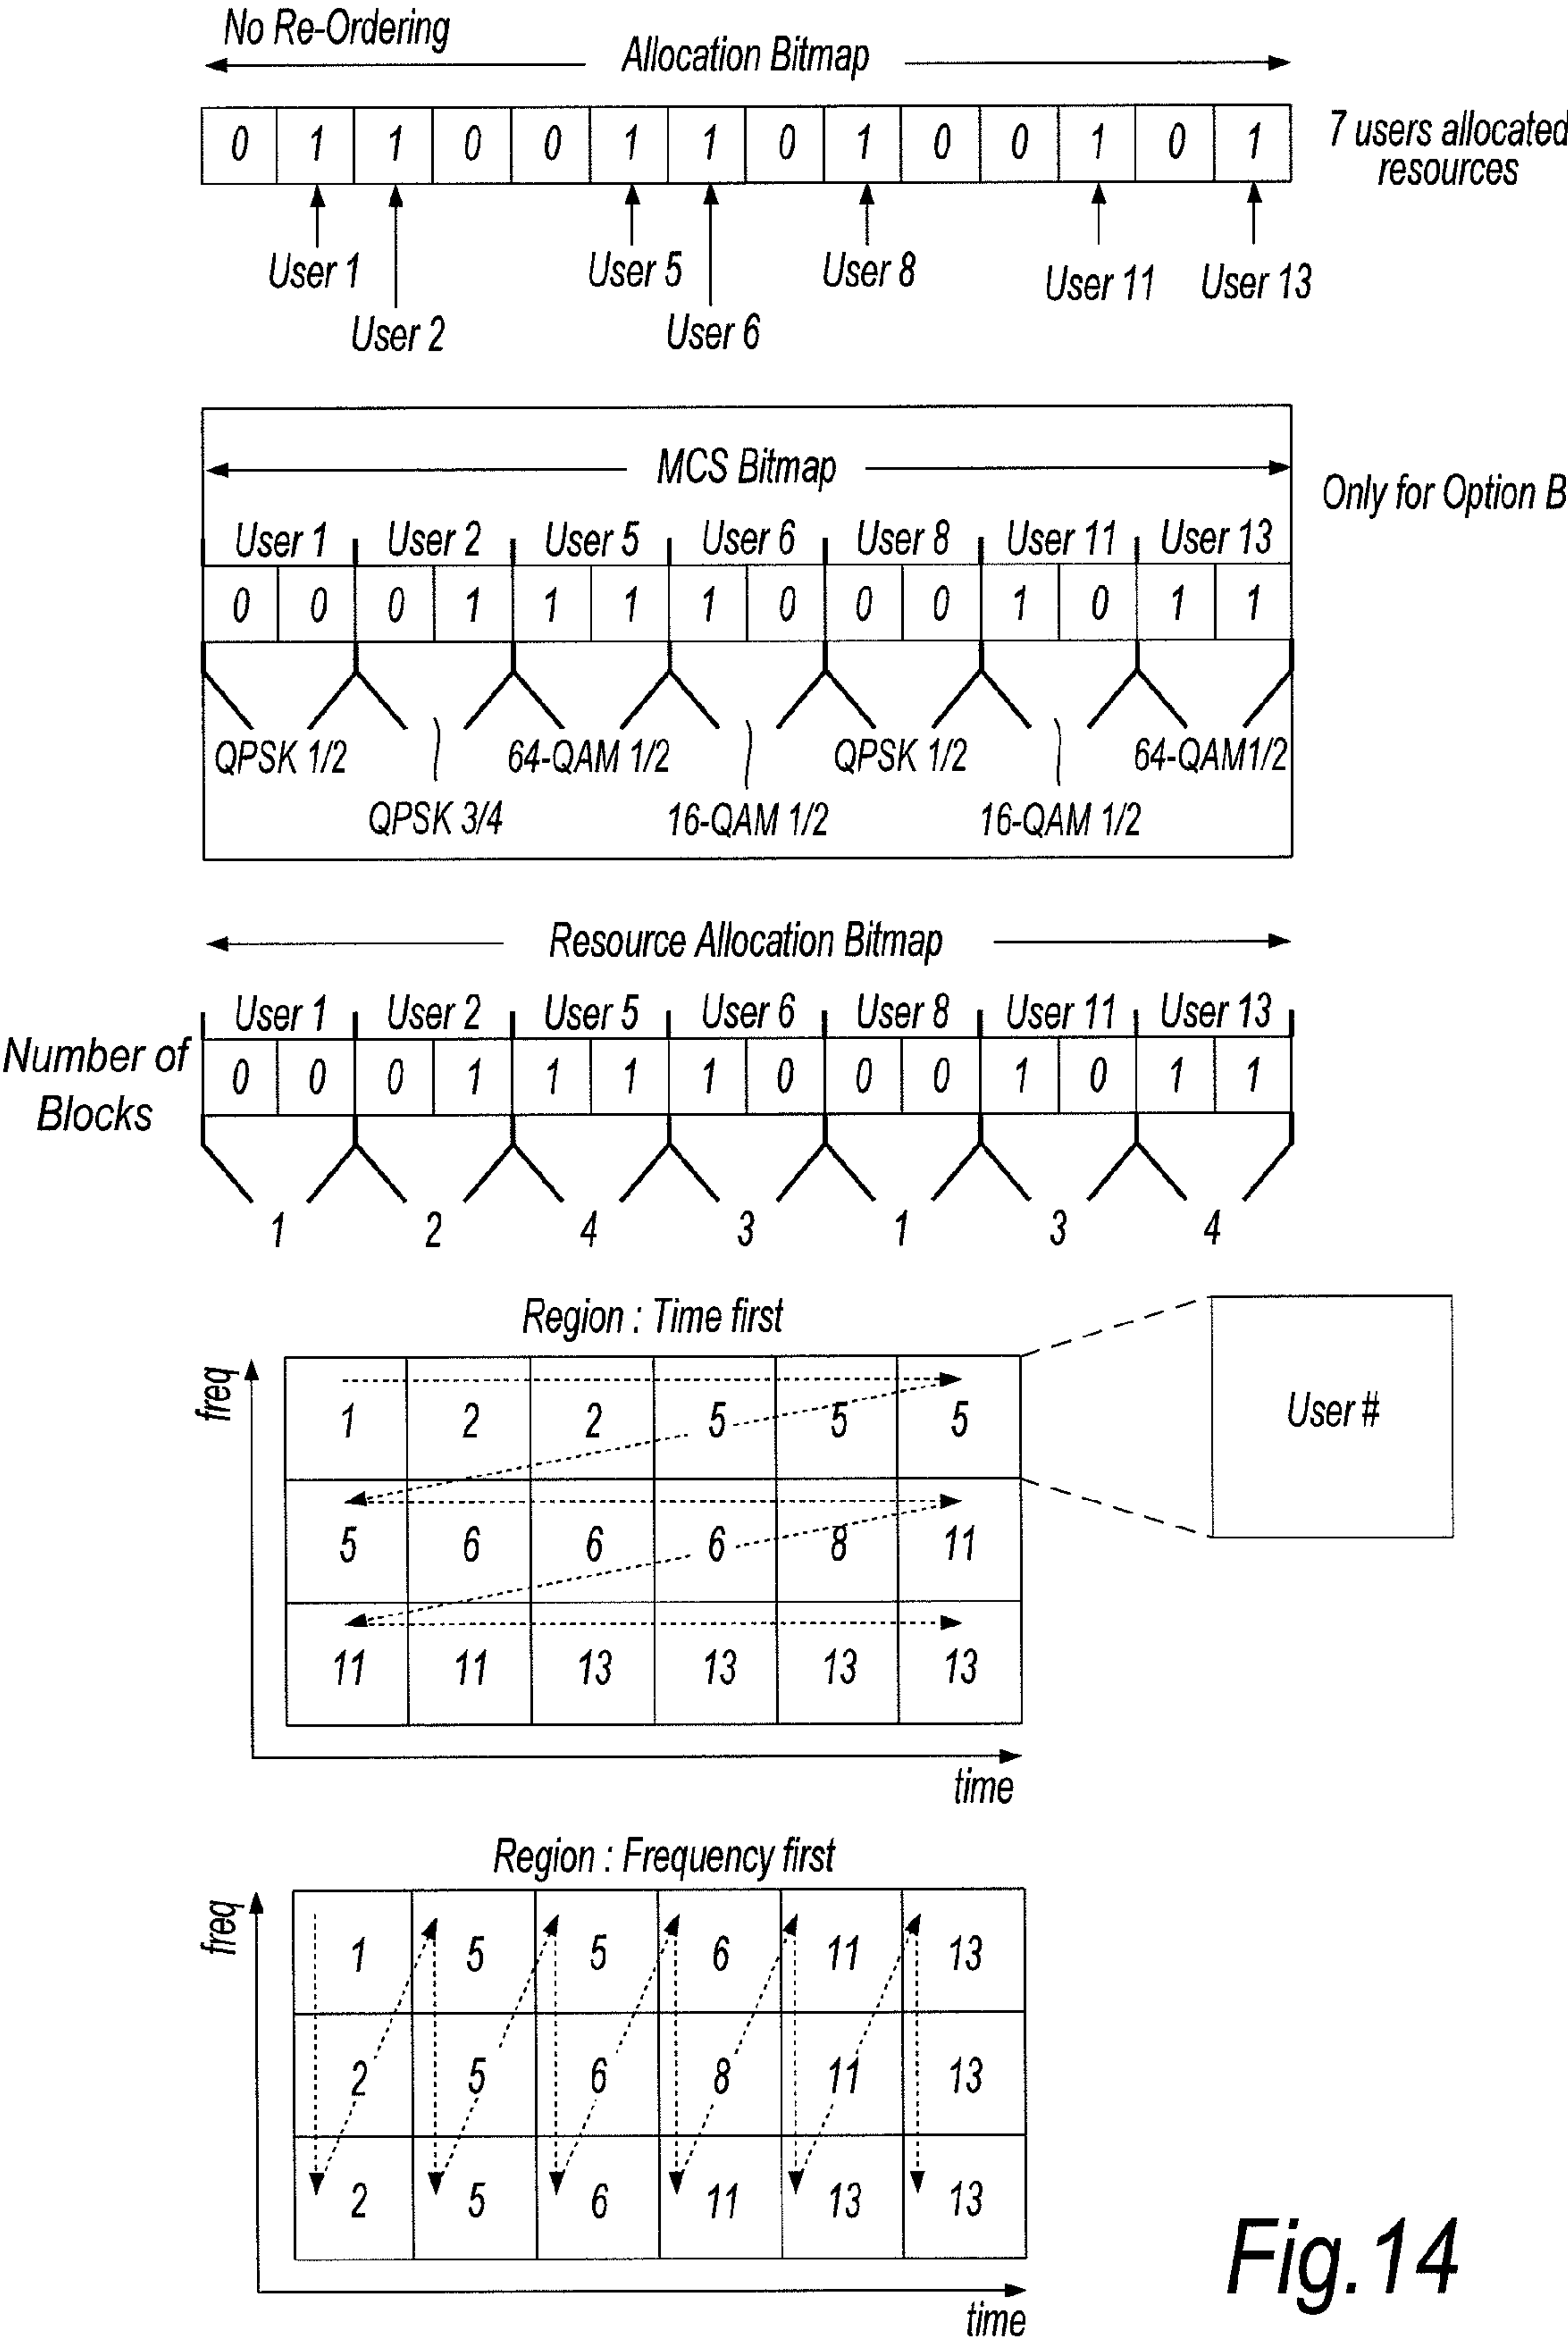 No Re-Ordering
Allocation Bitmap
0 1 1 0 0 1 1 0 1 0 0 1 0 1
7 users allocated
resources
User 1
User 5
User 8
User 11
User 13
User 2
User 6
MCS Bitmap
Only for Option B
User 1 User 2 User 5 User 6 User 8 User 11 User 13
0 0 0 1 1 1 1 0 0 0 1 0 1 1
QPSK 1/2
64-QAM 1/2
QPSK 1/2
64-QAM1/2
QPSK 3/4
16-QAM 1/2
16-QAM 1/2
Resource Allocation Bitmap
User 1 User 2 User 5 User 6 User 8 User 11 User 13
Number of
Blocks
0 0 0 1 1 1 1 0 0 0 1 0 1 1
1 2 4 3 1 3 4
Region : Time first
freq
1 2 2 5 5 5
User #
5 6 6 6 8 11
11 11 13 13 13 13
time
Region : Frequency first
freq
1 5 5 6 11 13
2 5 6 8 11 13
2 5 6 11 13 13
time
Fig.14